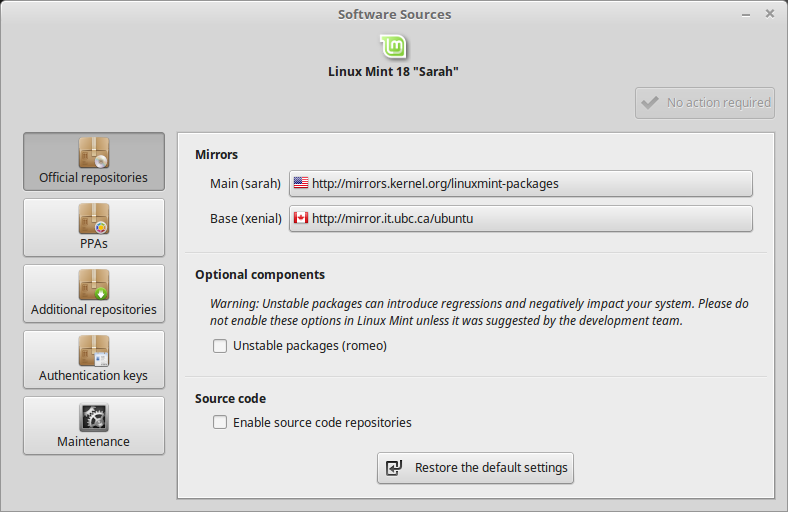 Software Sources
Linux Mint 18 "Sarah"
No action required
Official repositories
PPAs
Additional repositories
Authentication keys
Maintenance
Mirrors
Main (sarah) http://mirrors.kernel.org/linuxmint-packages
Base (xenial) http://mirror.it.ubc.ca/ubuntu
Optional components
Warning: Unstable packages can introduce regressions and negatively impact your system. Please do
not enable these options in Linux Mint unless it was suggested by the development team.
Unstable packages (romeo)
Source code
Enable source code repositories
Restore the default settings